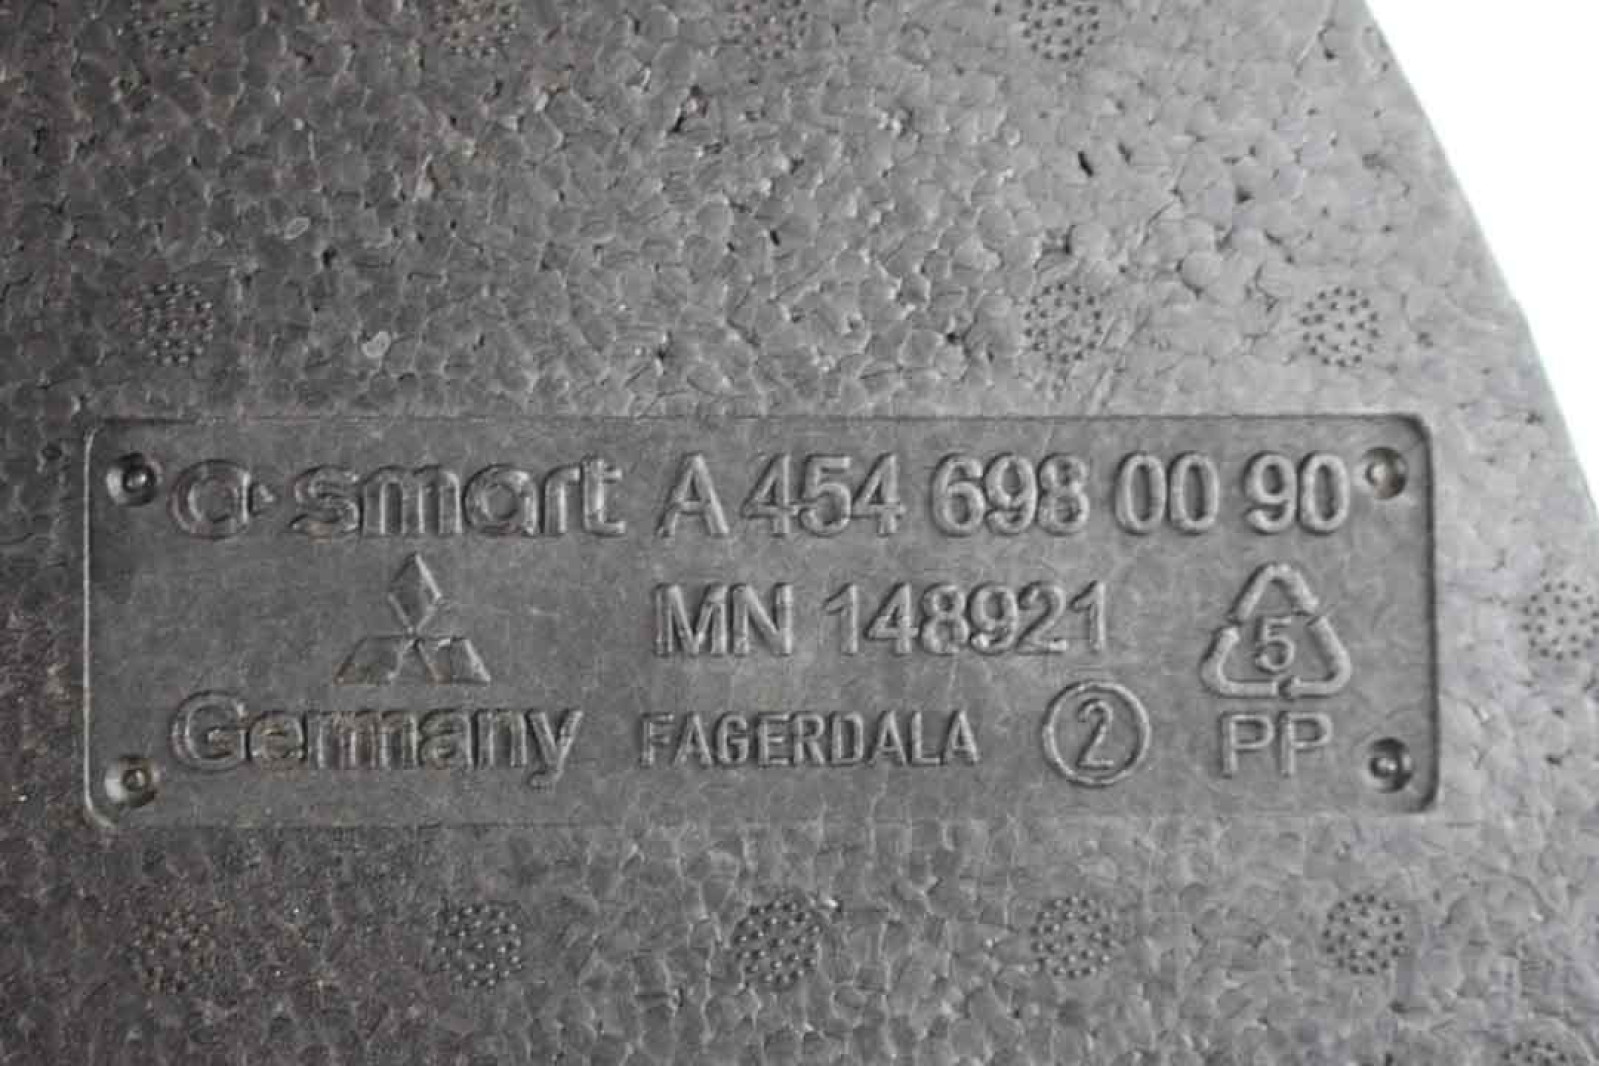 smart A 454 698 00 90
MN 148921
5
Germany FAGERDALA 2 PP